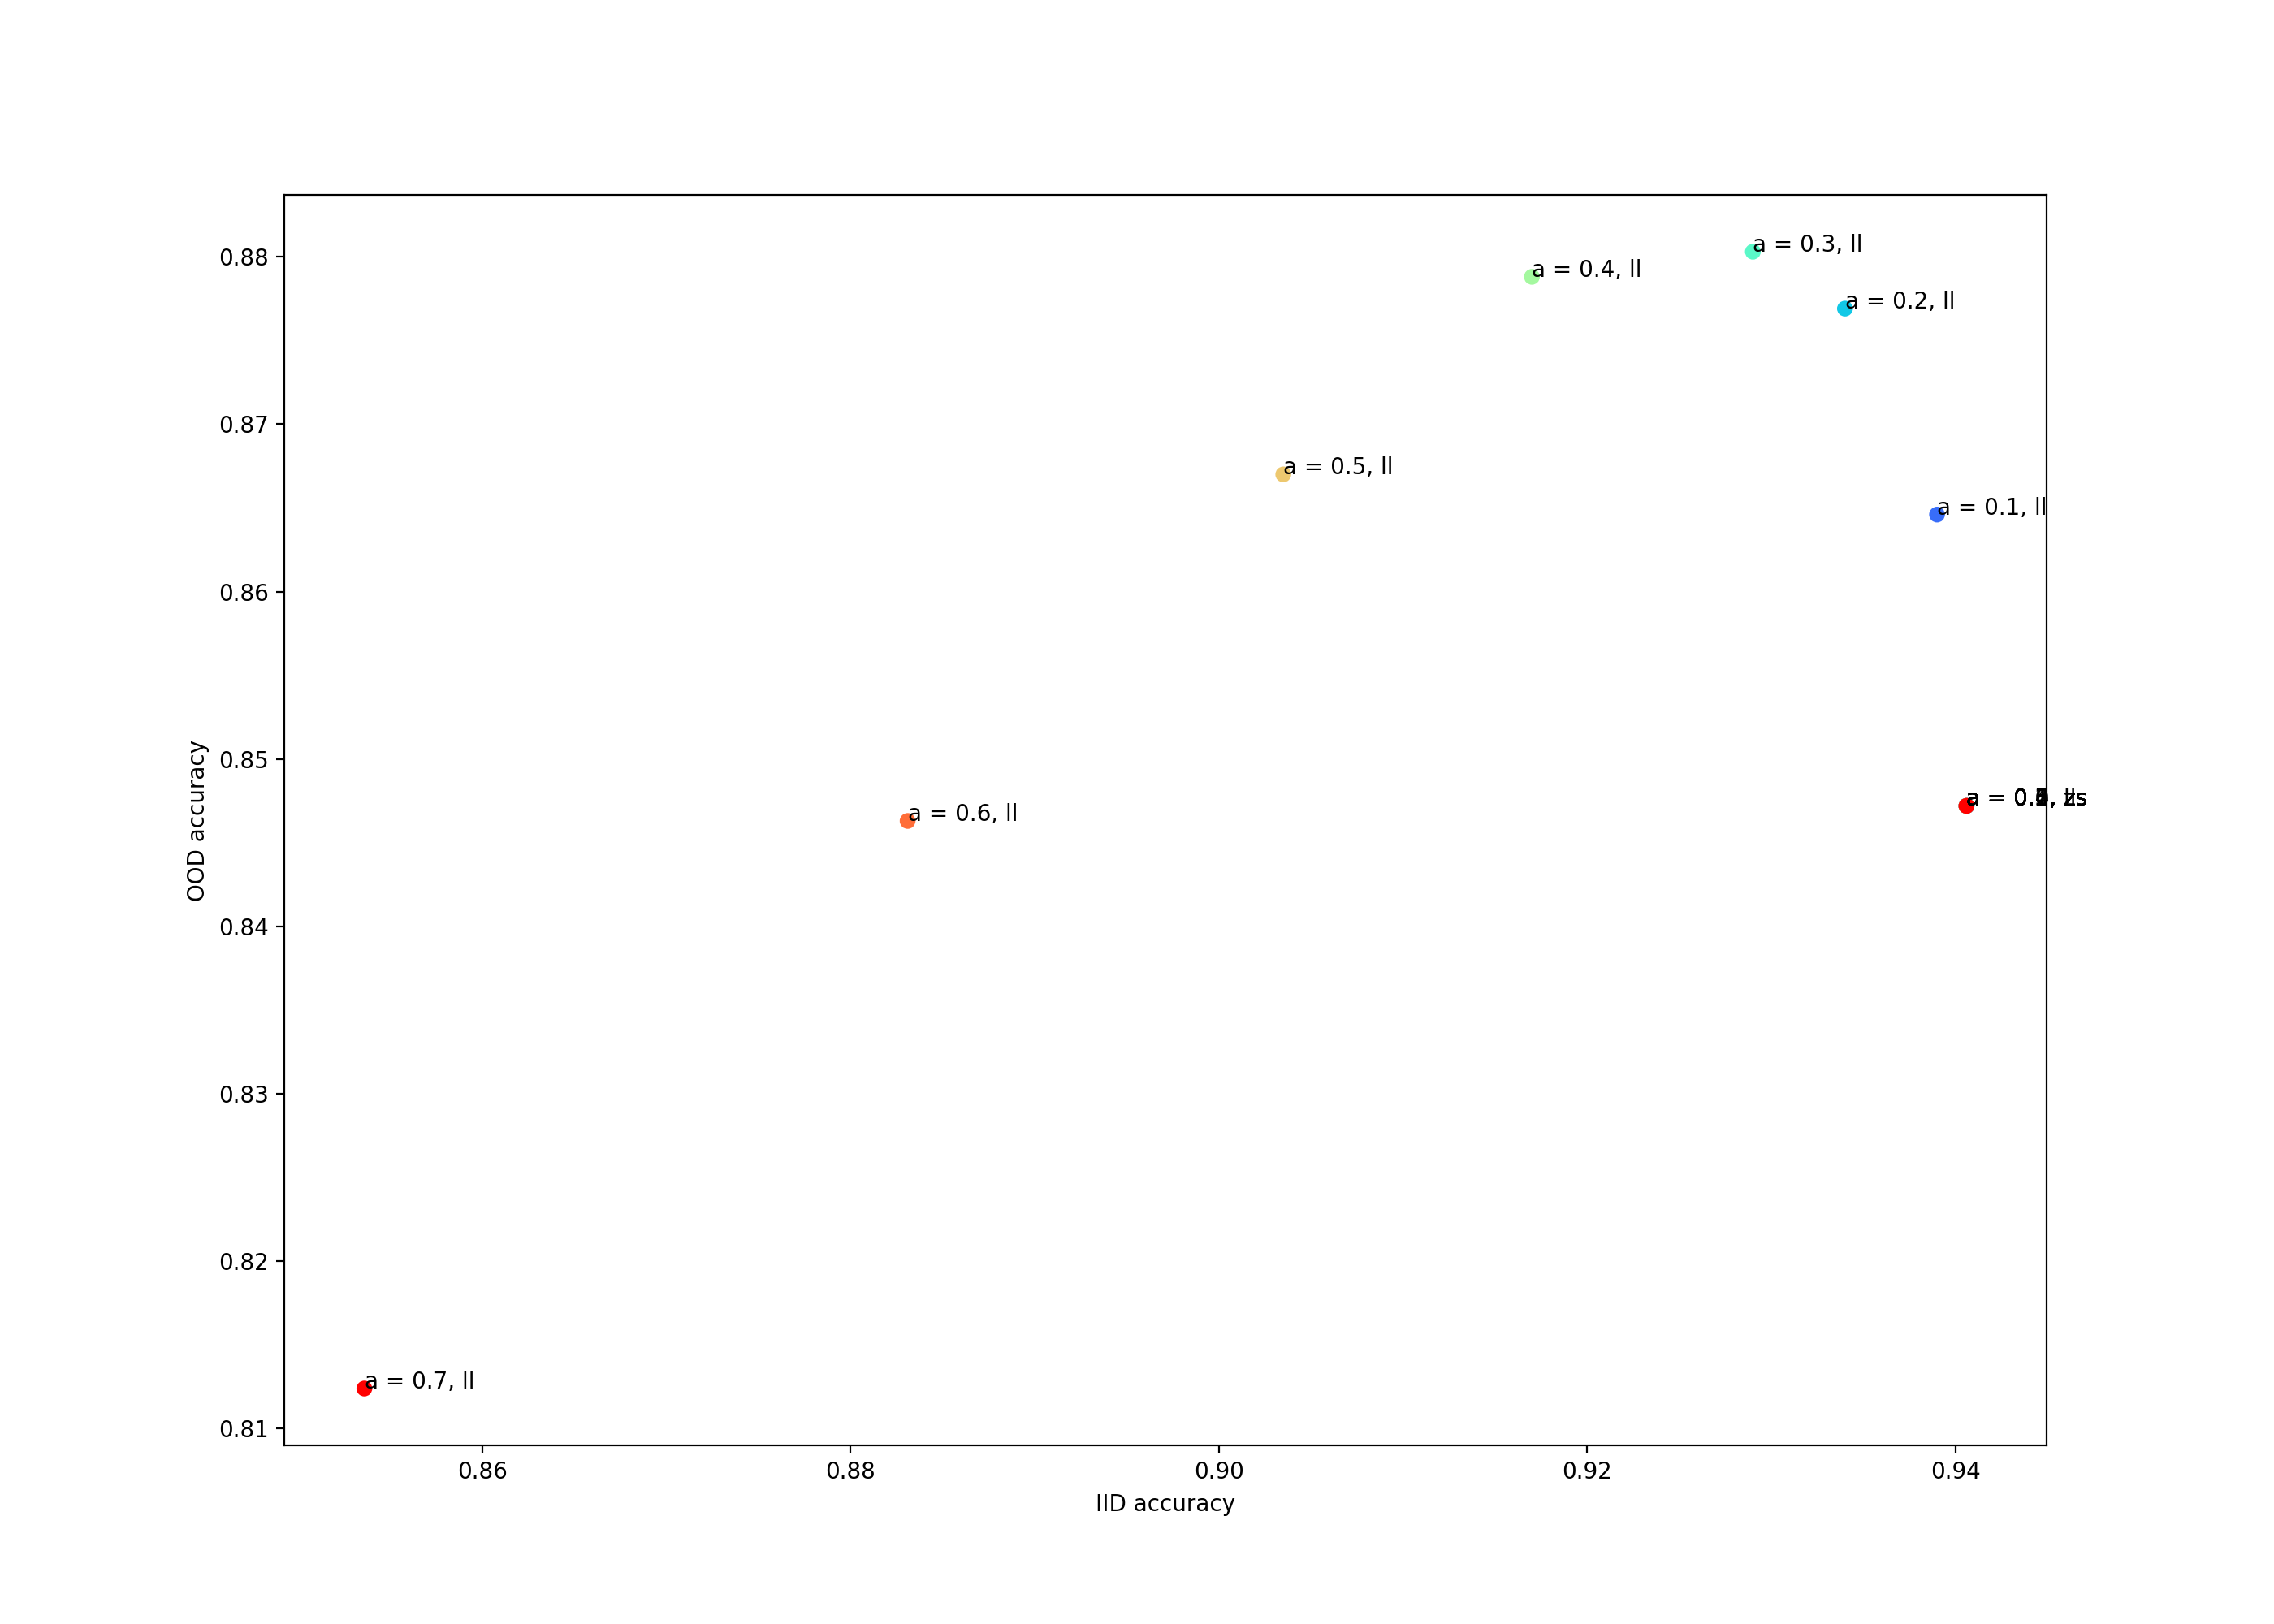 0.88
a = 0.3, ll
a = 0.4, ll
a = 0.2, ll
0.87
a = 0.5, ll
a = 0.1, ll
0.86
0.85
a = 0.6, ll
OOD accuracy
0.84
0.83
0.82
a = 0.7, ll
0.81
0.86
0.88
0.90
0.92
0.94
IID accuracy